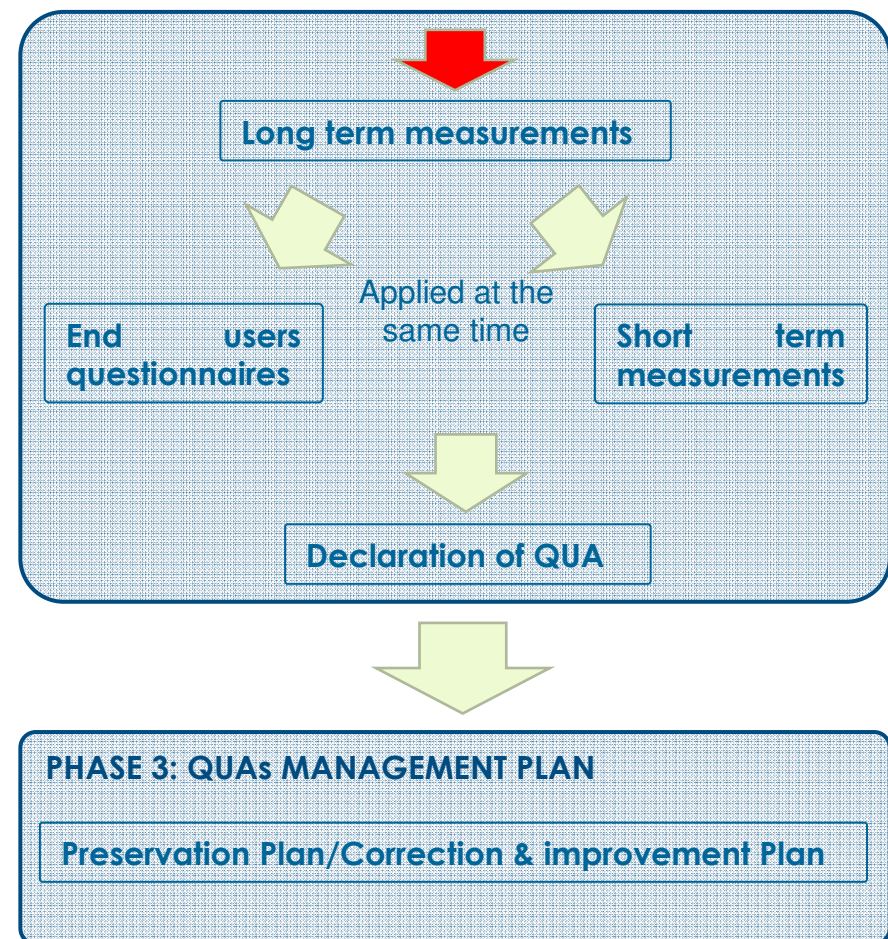 Long term measurements
Applied at the
same time
End users
questionnaires
Short term
measurements
Declaration of QUA
PHASE 3: QUAs MANAGEMENT PLAN
Preservation Plan/Correction & improvement Plan